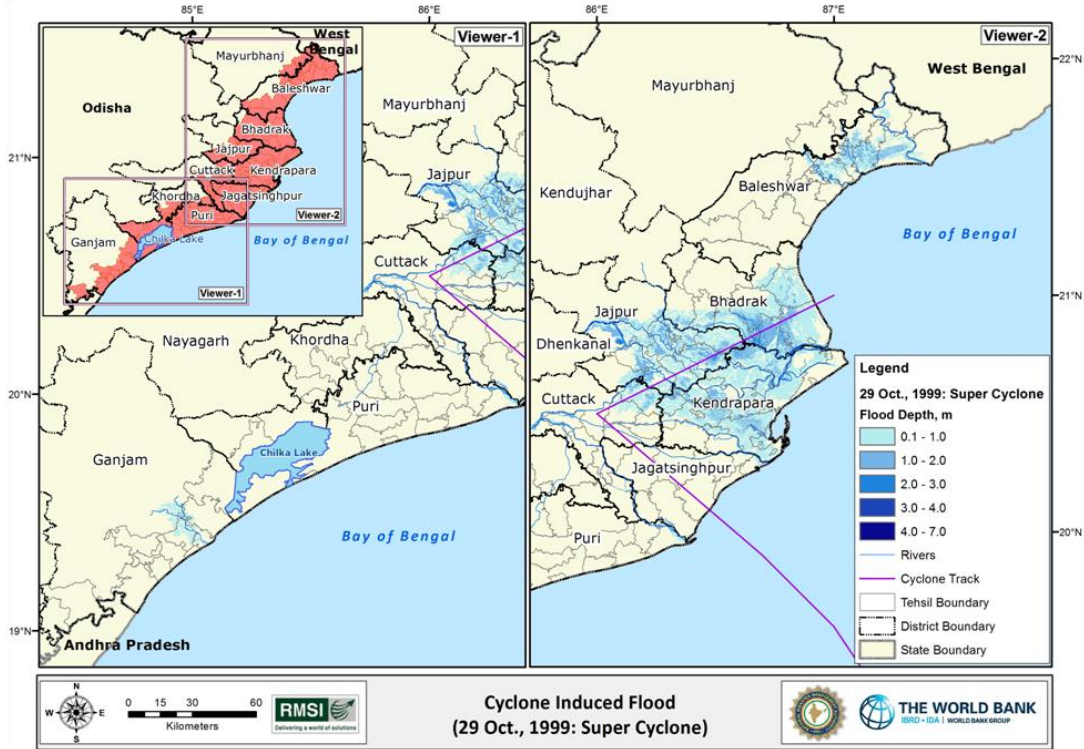 85°E
86°E
86°E
87°E
22°N
21°N
20°N
19°N
21°N
20°N
19°N
West
Bengal
Mayurbhanj
Baleshwar
Odisha
Bhadrak
Jajpur
Cuttack
Kendrapara
Jagatsinghpur
Khordha
Puri
Viewer-2
Ganjam
Chilka Lake
Bay of Bengal
Viewer-1
Viewer-1
Mayurbhanj
Jajpur
Cuttack
Nayagarh
Khordha
Puri
Ganjam
Chilka Lake
Bay of Bengal
Andhra Pradesh
Viewer-2
West Bengal
Mayurbhanj
Kendujhar
Baleshwar
Bay of Bengal
Bhadrak
Jajpur
Dhenkanal
Cuttack
Kendrapara
Jagatsinghpur
Puri
Legend
29 Oct., 1999: Super Cyclone
Flood Depth, m
0.1 - 1.0
1.0 - 2.0
2.0 - 3.0
3.0 - 4.0
4.0 - 7.0
Rivers
Cyclone Track
Tehsil Boundary
District Boundary
State Boundary
N
W
E
S
0 15 30 60
Kilometers
RMSI
Delivering a world of solutions
Cyclone Induced Flood
(29 Oct., 1999: Super Cyclone)
THE WORLD BANK
IBRD • IDA | WORLD BANK GROUP